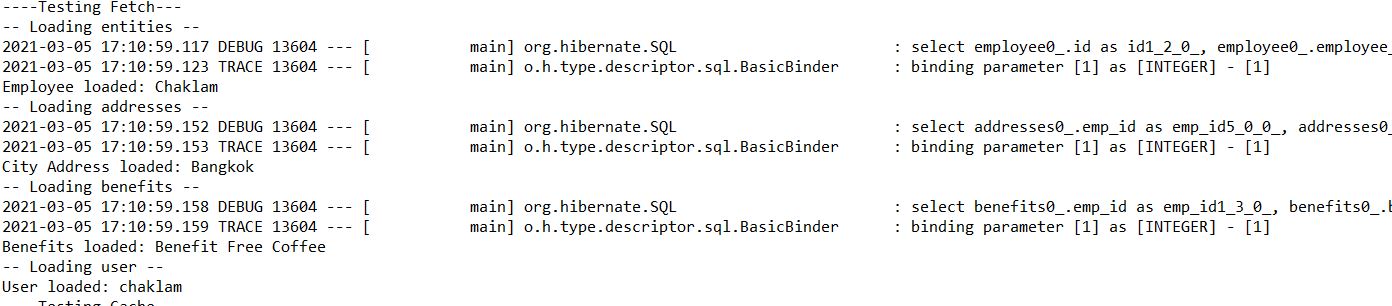 ----Testing Fetch---
-- Loading entities --
2021-03-05 17:10:59.117 DEBUG 13604 --- [           main] org.hibernate.SQL                        : select employee0_.id as id1_2_0_, employee0_.employee_
2021-03-05 17:10:59.123 TRACE 13604 --- [           main] o.h.type.descriptor.sql.BasicBinder      : binding parameter [1] as [INTEGER] - [1]
Employee loaded: Chaklam
-- Loading addresses --
2021-03-05 17:10:59.152 DEBUG 13604 --- [           main] org.hibernate.SQL                        : select addresses0_.emp_id as emp_id5_0_0_, addresses0_
2021-03-05 17:10:59.153 TRACE 13604 --- [           main] o.h.type.descriptor.sql.BasicBinder      : binding parameter [1] as [INTEGER] - [1]
City Address loaded: Bangkok
-- Loading benefits --
2021-03-05 17:10:59.158 DEBUG 13604 --- [           main] org.hibernate.SQL                        : select benefits0_.emp_id as emp_id1_3_0_, benefits0_.b
2021-03-05 17:10:59.159 TRACE 13604 --- [           main] o.h.type.descriptor.sql.BasicBinder      : binding parameter [1] as [INTEGER] - [1]
Benefits loaded: Benefit Free Coffee
-- Loading user --
User loaded: chaklam
Testing Cache